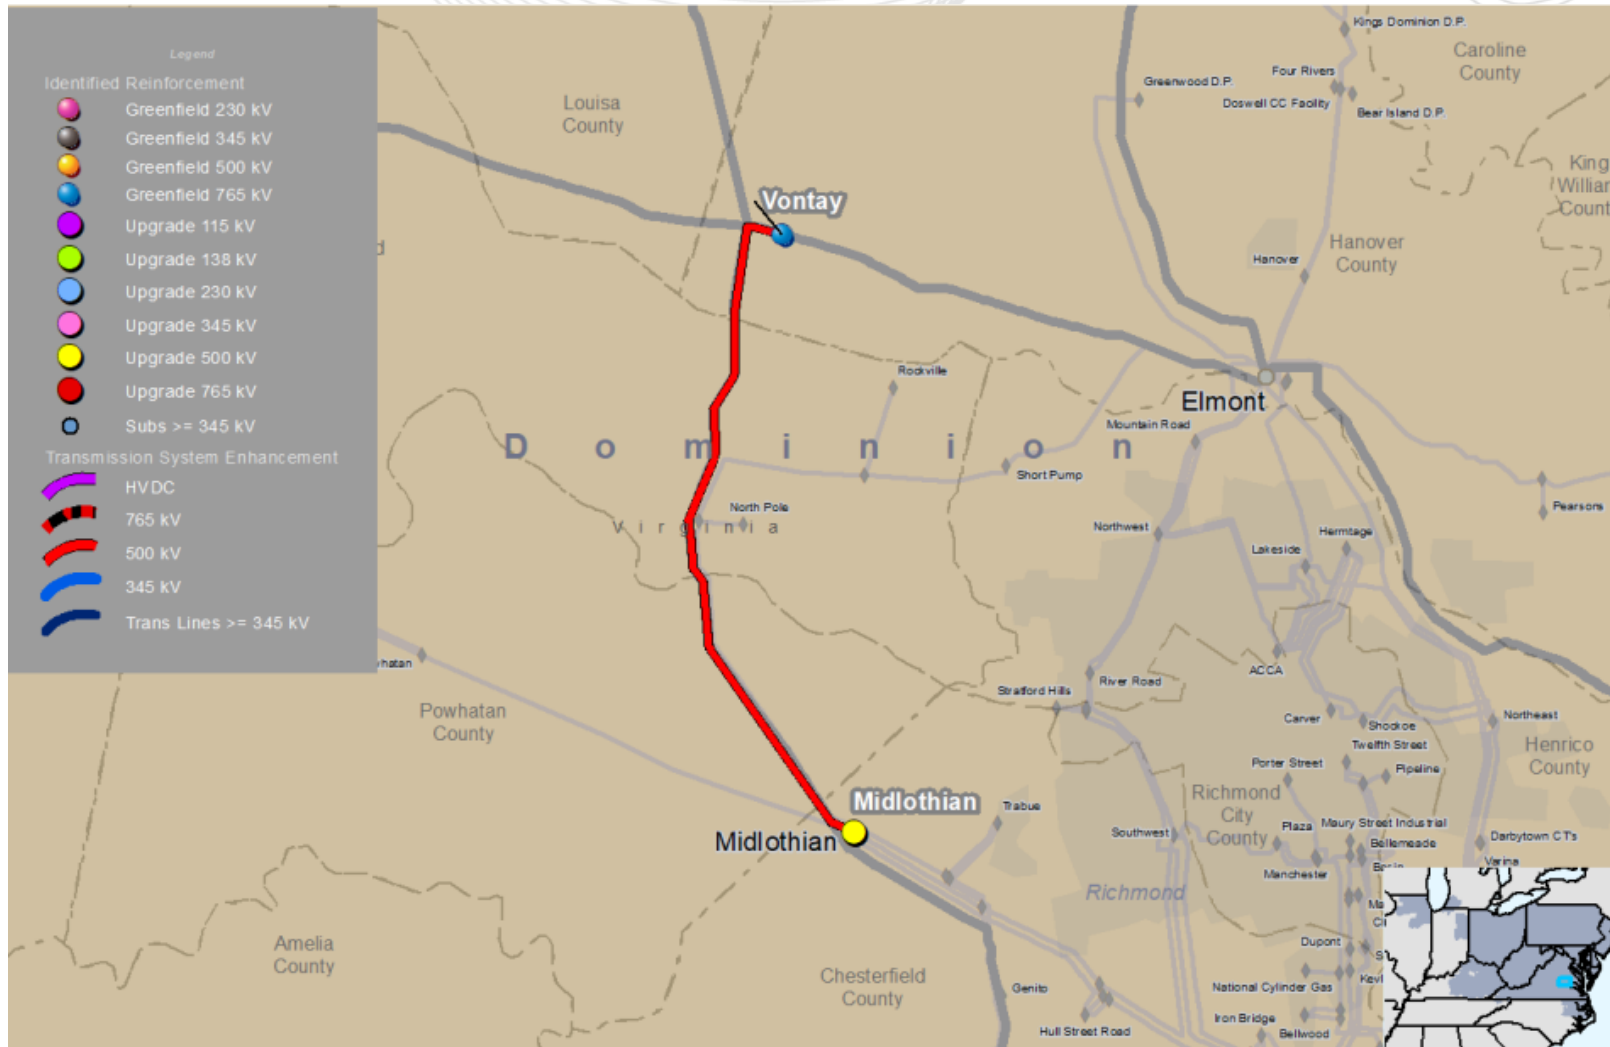 Legend
Identified Reinforcement
Greenfield 230 kV
Greenfield 345 kV
Greenfield 500 kV
Greenfield 765 kV
Upgrade 115 kV
Upgrade 138 kV
Upgrade 230 kV
Upgrade 345 kV
Upgrade 500 kV
Upgrade 765 kV
Subs >= 345 kV
Transmission System Enhancement
HVDC
765 kV
500 kV
345 kV
Trans Lines >= 345 kV
Kings Dominion D.P.
Caroline
County
Four Rivers
Greenwood D.P.
Doswell CC Facility
Bear Island D.P.
Louisa
County
King
Vontay
Hanover
County
Hanover
Rockville
Elmont
Mountain Road
Dominion
Short Pump
North Pole
Virginia
Northwest
Hermitage
Lakeside
Pearsons
ACCA
River Road
Stratford Hills
Powhatan
County
Carver
Shockoe
Northeast
Twelfth Street
Porter Street
Pipeline
Henrico
County
Richmond
City
County
Midlothian
Midlothian
Trabue
Southwest
Plaza
Maury Street Industrial
Bellemeade
Darbytown CT's
Varina
Manchester
Richmond
Amelia
County
Dupont
Chesterfield
County
Genito
National Cylinder Gas
Hull Street Road
Iron Bridge
Bellwood